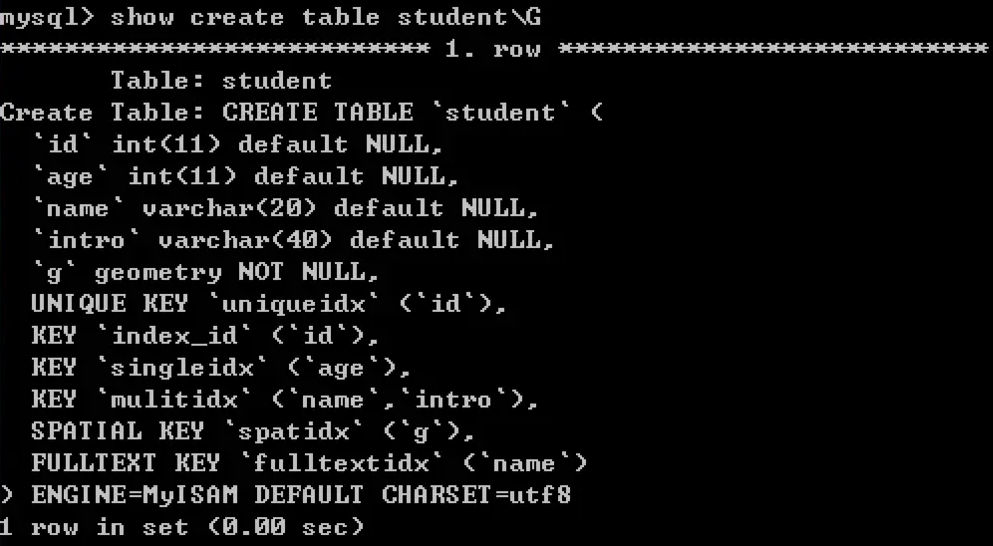 mysql> show create table student\G
*************************** 1. row ***************************
Table: student
Create Table: CREATE TABLE `student` (
`id` int(11) default NULL,
`age` int(11) default NULL,
`name` varchar(20) default NULL,
`intro` varchar(40) default NULL,
`g` geometry NOT NULL,
UNIQUE KEY `uniqueidx` (`id`),
KEY `index_id` (`id`),
KEY `singleidx` (`age`),
KEY `mulitidx` (`name`,`intro`),
SPATIAL KEY `spatidx` (`g`),
FULLTEXT KEY `fulltextidx` (`name`)
) ENGINE=MyISAM DEFAULT CHARSET=utf8
1 row in set (0.00 sec)